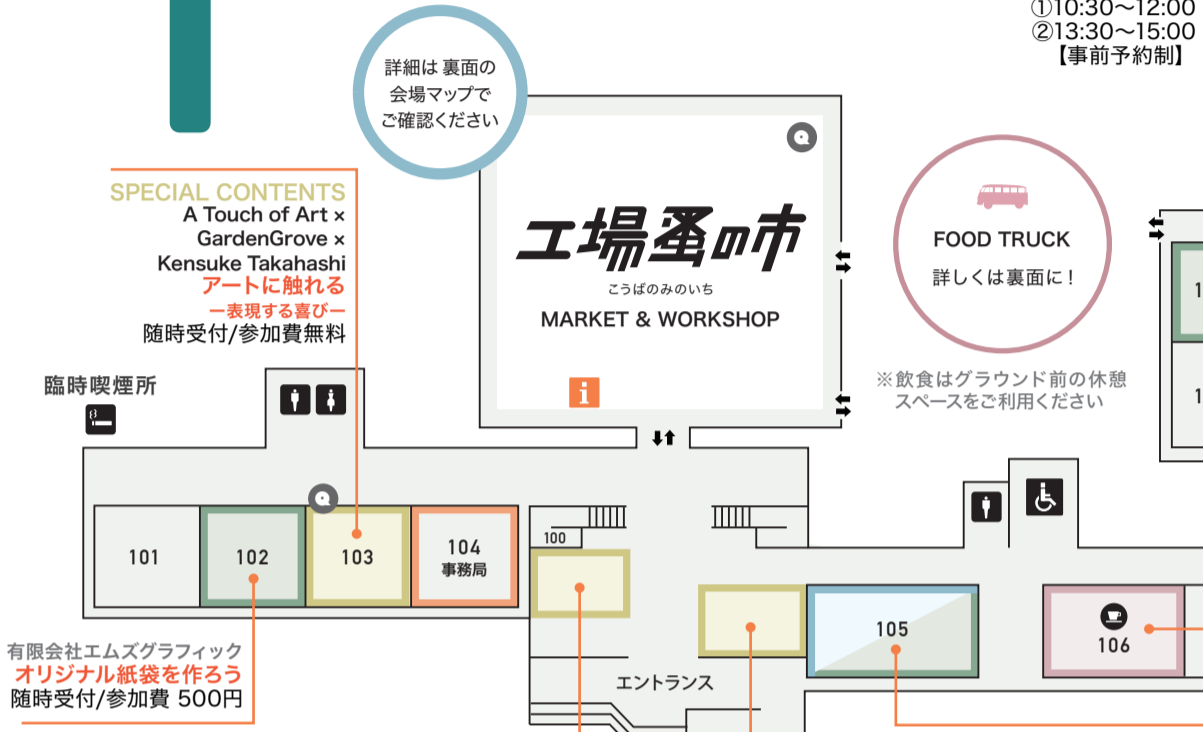 ①10:30〜12:00
②13:30〜15:00
【事前予約制】
詳細は 裏面の
会場マップで
ご確認ください
SPECIAL CONTENTS
A Touch of Art ×
GardenGrove ×
Kensuke Takahashi
アートに触れる
ー表現する喜びー
随時受付/参加費無料
工場蚤の市
こうばのみのいち
MARKET & WORKSHOP
i
FOOD TRUCK
詳しくは裏面に！
※飲食はグラウンド前の休憩
スペースをご利用ください
臨時喫煙所
101
102
103
104
事務局
100
105
106
エントランス
有限会社エムズグラフィック
オリジナル紙袋を作ろう
随時受付/参加費 500円